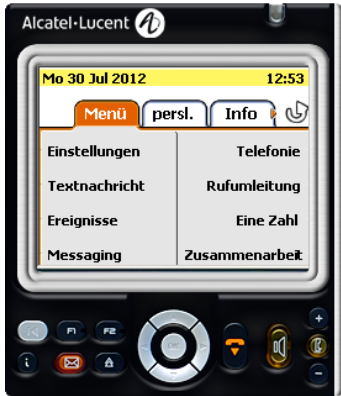 Alcatel·Lucent
Mo 30 Jul 2012 12:53
Menü persl. Info
Einstellungen Telefonie
Textnachricht Rufumleitung
Ereignisse Eine Zahl
Messaging Zusammenarbeit
F1 F2
+
i
-